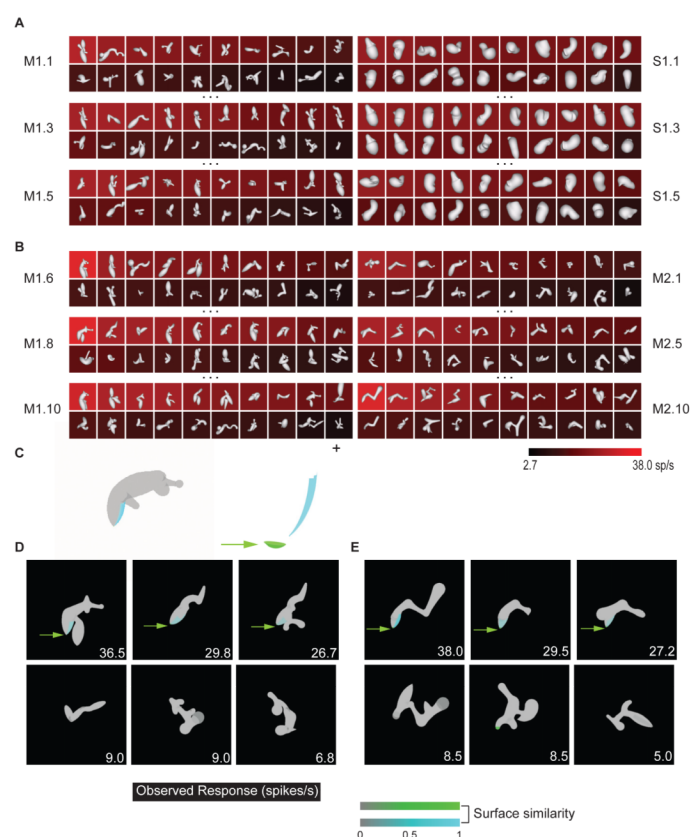 A
M1.1 S1.1
...
...
M1.3 S1.3
...
...
M1.5 S1.5
B
M1.6 M2.1
...
...
M1.8 M2.5
...
...
M1.10 M2.10
+
2.7 38.0 sp/s
C
D E
36.5 29.8 26.7 38.0 29.5 27.2
9.0 9.0 6.8 8.5 8.5 5.0
Observed Response (spikes/s)
Surface similarity
0 0.5 1